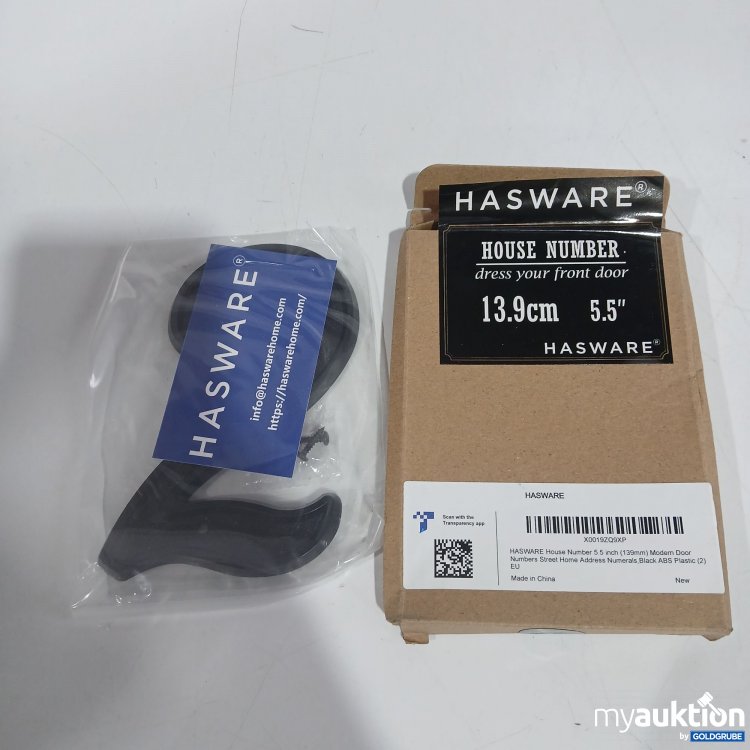 HASWARE®
info@haswarehome.com
https://haswarehome.com/
HASWARE®
HOUSE NUMBER
dress your front door
13.9cm 5.5"
HASWARE®
HASWARE
Scan with the
Transparency app
X0019ZQ9XP
HASWARE House Number 5.5 inch (139mm) Modern Door
Numbers Street Home Address Numerals,Black ABS Plastic (2)
EU
Made in China New
myauktion
by GOLDGRUBE